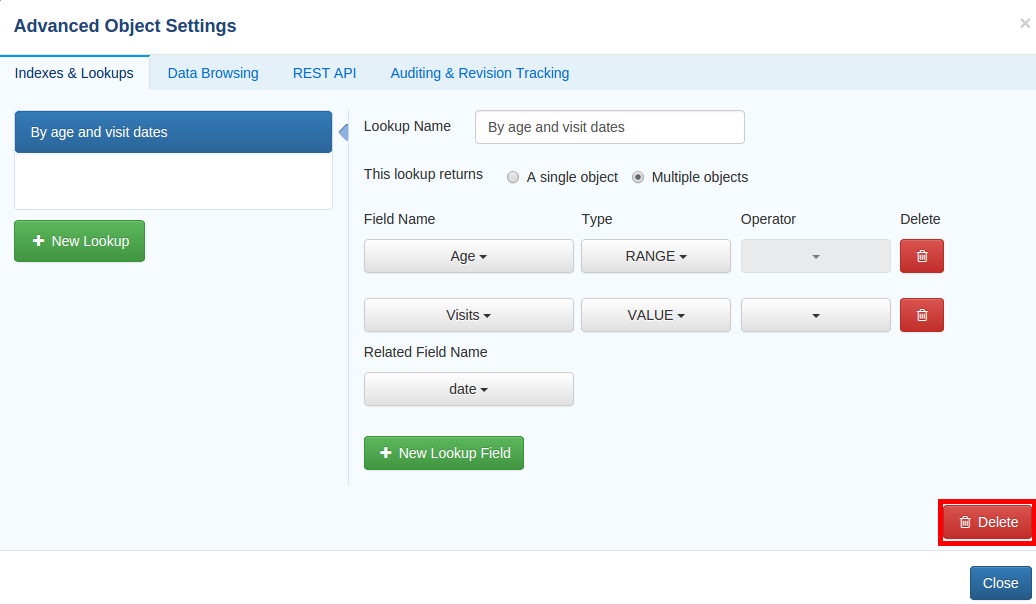 Advanced Object Settings
×
Indexes & Lookups Data Browsing REST API Auditing & Revision Tracking
By age and visit dates
New Lookup
Lookup Name By age and visit dates
This lookup returns A single object Multiple objects
Field Name Type Operator Delete
Age RANGE
Visits VALUE
Related Field Name
date
New Lookup Field
Delete
Close